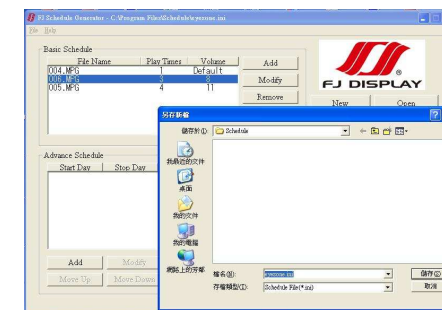 FJ Schedule Generator - C:\Program Files\Schedule\eyezone.ini
File Help
Basic Schedule
File Name Play Times Volume
004.MPG 1 Default
006.MPG 3 8
005.MPG 4 11
Add
Modify
Remove
FJ DISPLAY
New Open
Advance Schedule
Start Day Stop Day
Add Modify
Move Up Move Down
另存新檔
儲存於(I): Schedule
我最近的文件
桌面
我的文件
我的電腦
網路上的芳鄰
檔名(N): eyezone.ini
存檔類型(T): Schedule File(*.ini)
儲存(S)
取消